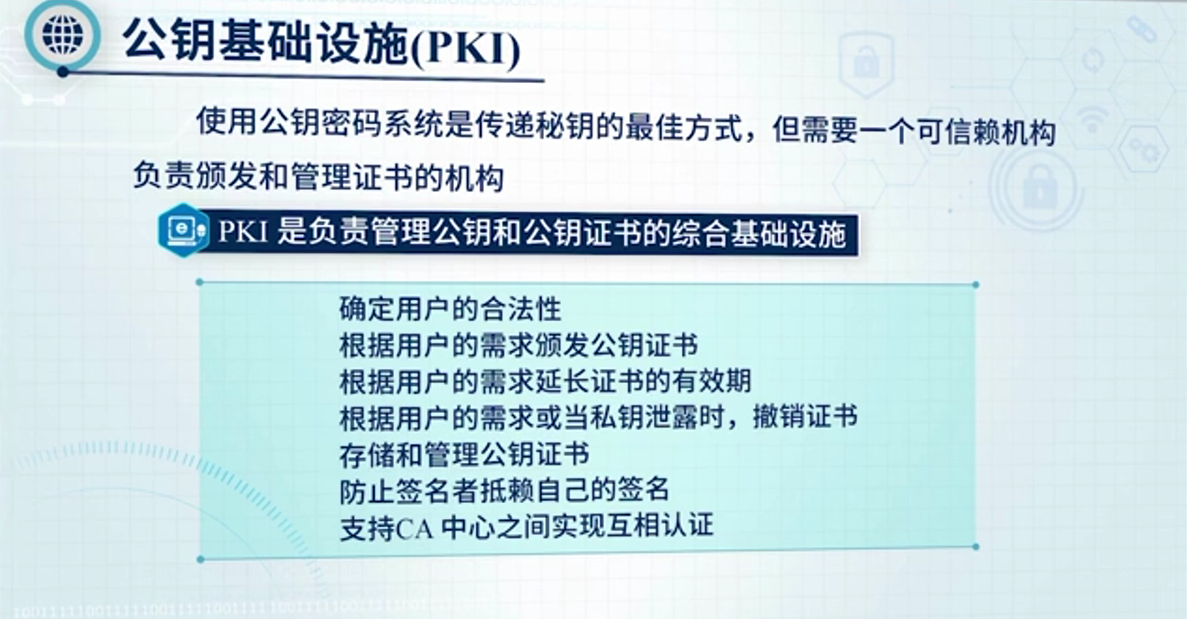 公钥基础设施(PKI)
使用公钥密码系统是传递秘钥的最佳方式，但需要一个可信赖机构
负责颁发和管理证书的机构
PKI 是负责管理公钥和公钥证书的综合基础设施
确定用户的合法性
根据用户的需求颁发公钥证书
根据用户的需求延长证书的有效期
根据用户的需求或当私钥泄露时，撤销证书
存储和管理公钥证书
防止签名者抵赖自己的签名
支持CA 中心之间实现互相认证